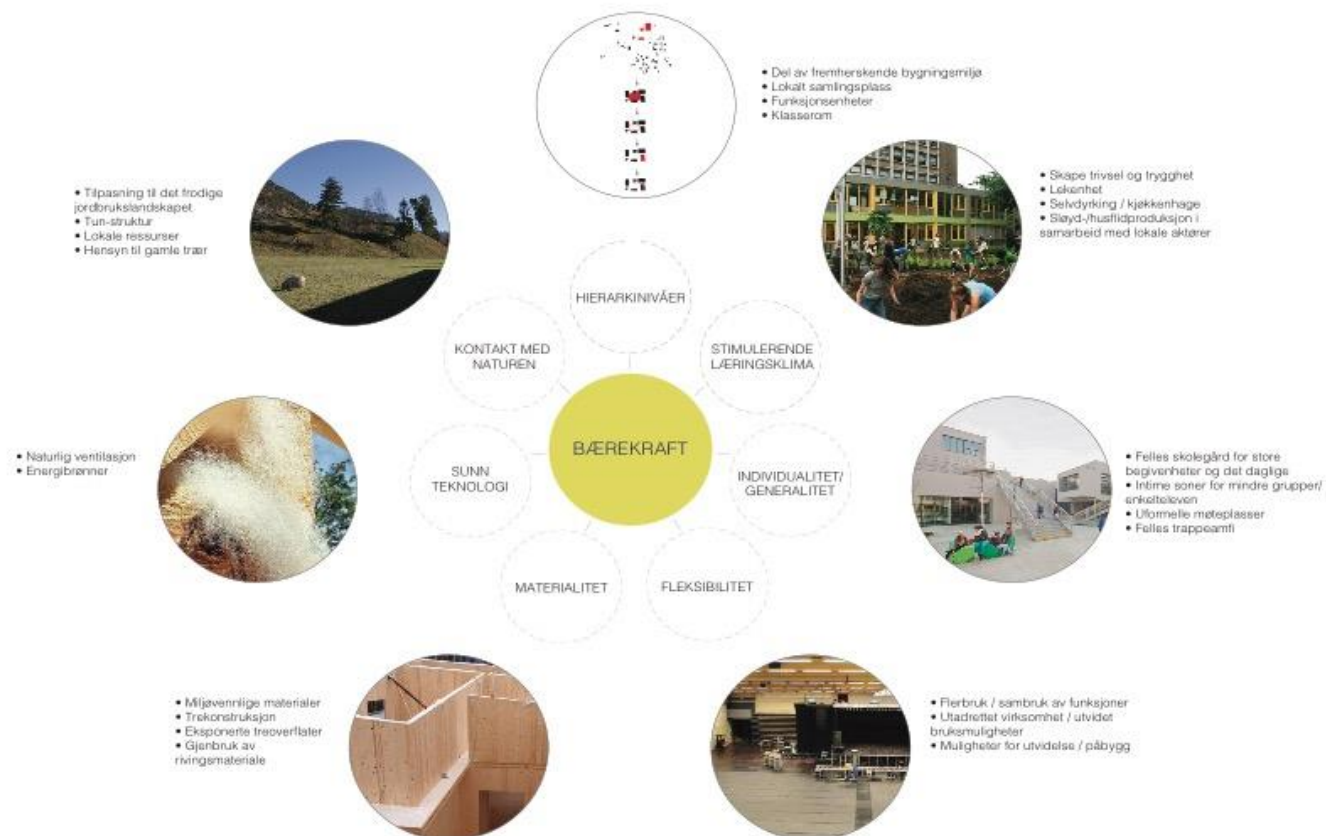 • Del av fremherskende bygningsmiljø
• Lokalt samlingsplass
• Funksjonsenheter
• Klasserom
• Tilpasning til det frodige
jordbrukslandskapet
• Tun-struktur
• Lokale ressurser
• Hensyn til gamle trær
• Skape trivsel og trygghet
• Lekenhet
• Selvdyrking / kjøkkenhage
• Sløyd-/husflidproduksjon i
samarbeid med lokale aktører
HIERARKINIVÅER
KONTAKT MED
NATUREN
STIMULERENDE
LÆRINGSKLIMA
BÆREKRAFT
SUNN
TEKNOLOGI
INDIVIDUALITET/
GENERALITET
MATERIALITET
FLEKSIBILITET
• Naturlig ventilasjon
• Energibrønner
• Felles skolegård for store
begivenheter og det daglige
• Intime soner for mindre grupper/
enkelteleven
• Uformelle møteplasser
• Felles trappeamfi
• Miljøvennlige materialer
• Trekonstruksjon
• Eksponerte treoverflater
• Gjenbruk av
rivingsmateriale
• Flerbruk / sambruk av funksjoner
• Utadrettet virksomhet / utvidet
bruksmuligheter
• Muligheter for utvidelse / påbygg